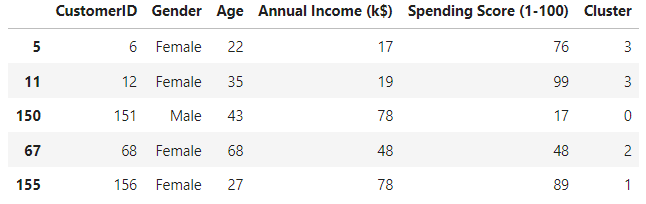 CustomerID Gender Age Annual Income (k$) Spending Score (1-100) Cluster
5 6 Female 22 17 76 3
11 12 Female 35 19 99 3
150 151 Male 43 78 17 0
67 68 Female 68 48 48 2
155 156 Female 27 78 89 1